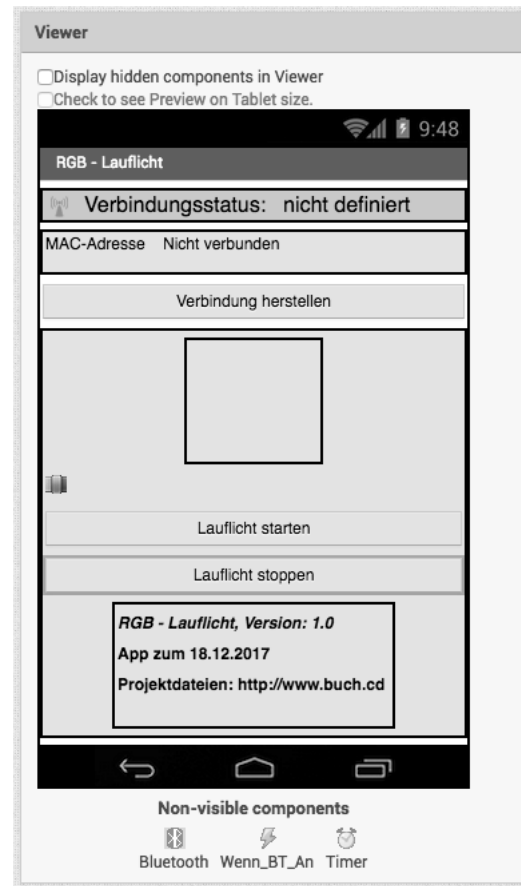 Viewer
Display hidden components in Viewer
Check to see Preview on Tablet size.
9:48
RGB - Lauflicht
Verbindungsstatus: nicht definiert
MAC-Adresse Nicht verbunden
Verbindung herstellen
Lauflicht starten
Lauflicht stoppen
RGB - Lauflicht, Version: 1.0
App zum 18.12.2017
Projektdateien: http://www.buch.cd
Non-visible components
Bluetooth Wenn_BT_An Timer